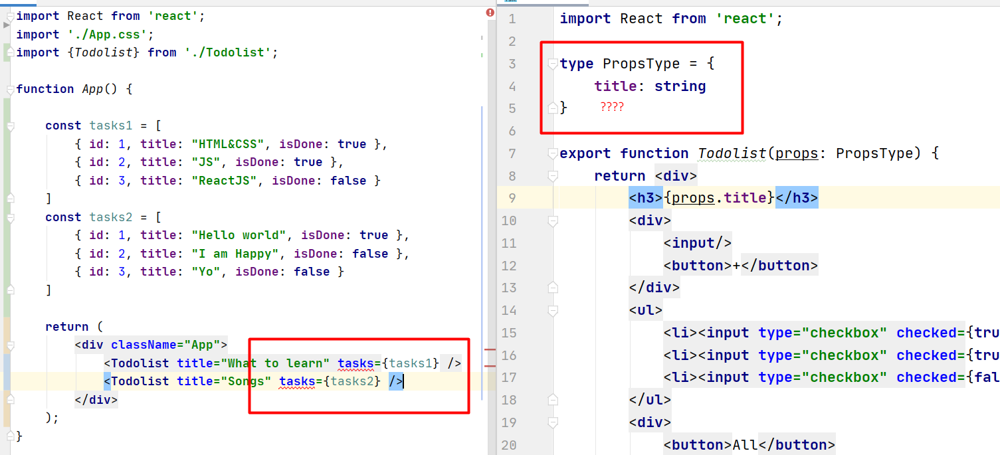 import React from 'react';
import './App.css';
import {Todolist} from './Todolist';
function App() {
const tasks1 = [
{ id: 1, title: "HTML&CSS", isDone: true },
{ id: 2, title: "JS", isDone: true },
{ id: 3, title: "ReactJS", isDone: false }
]
const tasks2 = [
{ id: 1, title: "Hello world", isDone: true },
{ id: 2, title: "I am Happy", isDone: false },
{ id: 3, title: "Yo", isDone: false }
]
return (
<div className="App">
<Todolist title="What to learn" tasks={tasks1} />
<Todolist title="Songs" tasks={tasks2} />
</div>
);
}
1 import React from 'react';
2
3 type PropsType = {
4 title: string
5 } ????
6
7 export function Todolist(props: PropsType) {
8 return <div>
9 <h3>{props.title}</h3>
10 <div>
11 <input/>
12 <button>+</button>
13 </div>
14 <ul>
15 <li><input type="checkbox" checked={tru
16 <li><input type="checkbox" checked={tru
17 <li><input type="checkbox" checked={fal
18 </ul>
19 <div>
20 <button>All</button>